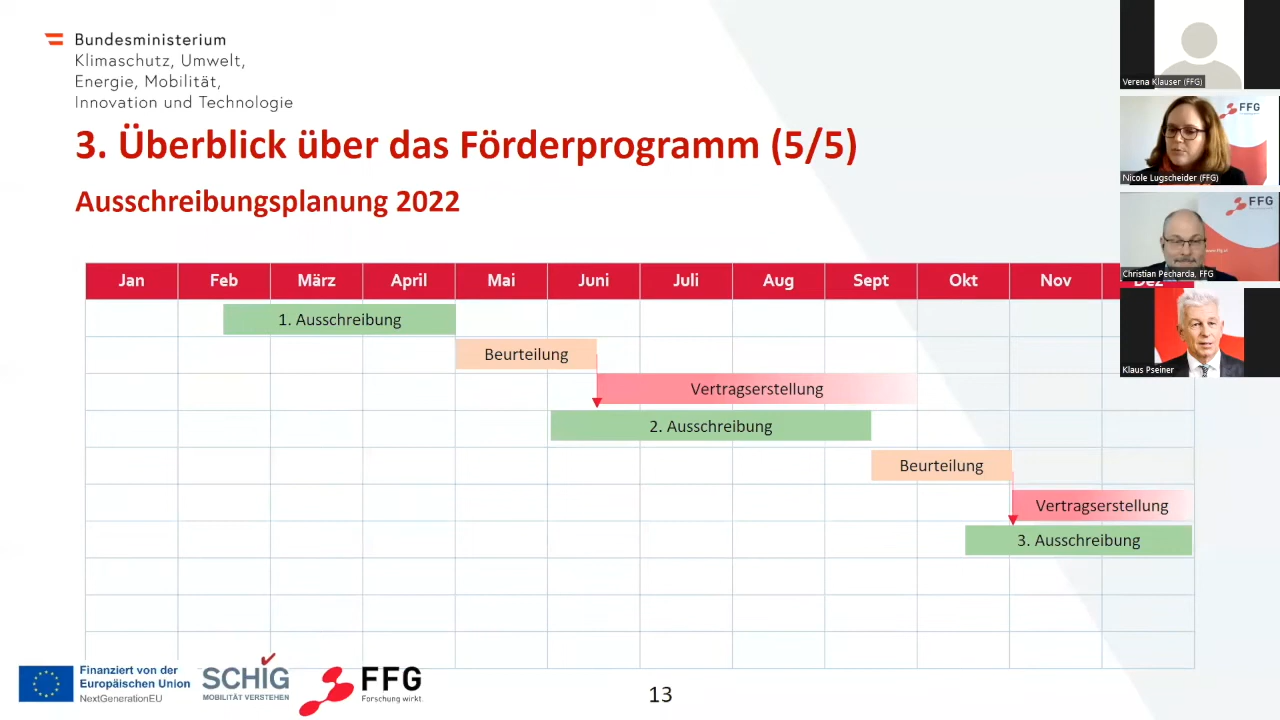 Bundesministerium
Klimaschutz, Umwelt,
Energie, Mobilität,
Innovation und Technologie
3. Überblick über das Förderprogramm (5/5)
Ausschreibungsplanung 2022
Jan Feb März April Mai Juni Juli Aug Sept Okt Nov Dez
1. Ausschreibung
Beurteilung
Vertragserstellung
2. Ausschreibung
Beurteilung
Vertragserstellung
3. Ausschreibung
Finanziert von der
Europäischen Union
NextGenerationEU
SCHIG
MOBILITÄT VERSTEHEN
FFG
Forschung wirkt
13
Verena Klauser (FFG)
FFG
Nicole Lugscheider (FFG)
FFG
Christian Pecharda, FFG
Klaus Pseiner